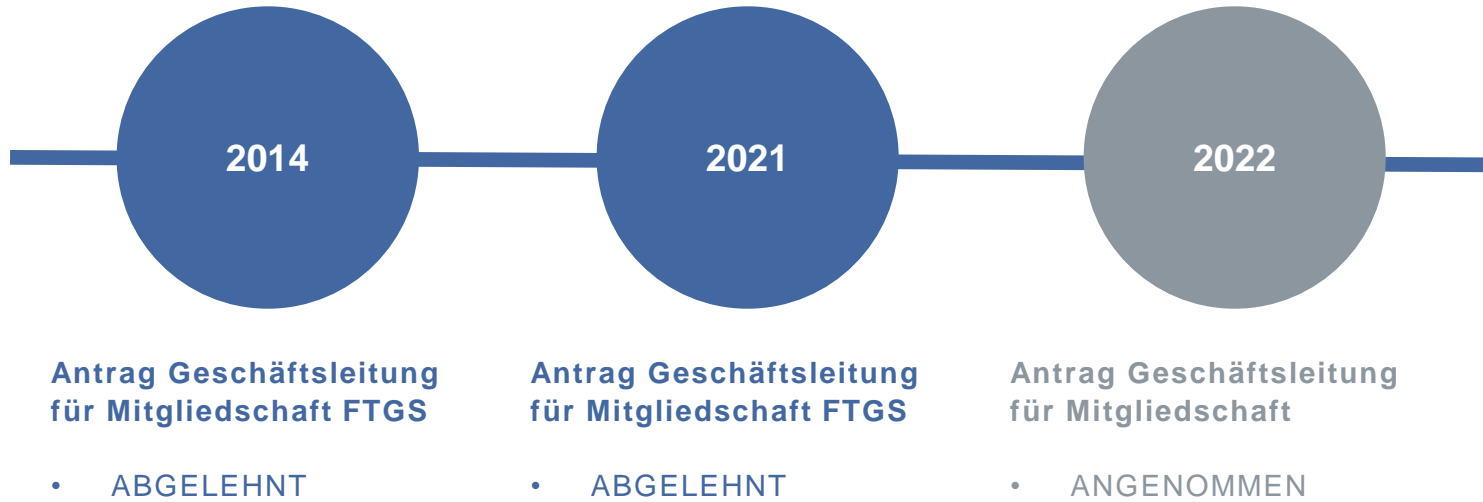 2014
2021
2022
Antrag Geschäftsleitung
für Mitgliedschaft FTGS
• ABGELEHNT
Antrag Geschäftsleitung
für Mitgliedschaft FTGS
• ABGELEHNT
Antrag Geschäftsleitung
für Mitgliedschaft
• ANGENOMMEN